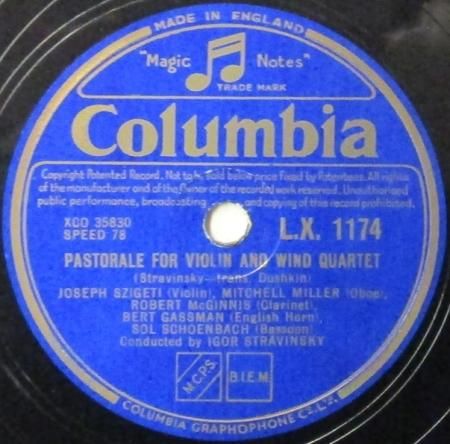 MADE IN ENGLAND
"Magic Notes"
TRADE MARK
Columbia
Copyright Patented Record. Not to be sold below price fixed by Patentees. All rights
of the manufacturer and of the owner of the recorded work reserved. Unauthorised
public performance, broadcasting and copying of this record prohibited.
XCO 35830
SPEED 78
L.X. 1174
PASTORALE FOR VIOLIN AND WIND QUARTET
(Stravinsky—trans. Dushkin)
JOSEPH SZIGETI (Violin), MITCHELL MILLER (Oboe),
ROBERT McGINNIS (Clarinet),
BERT GASSMAN (English Horn),
SOL SCHOENBACH (Bassoon)
Conducted by IGOR STRAVINSKY
M.C.P.S.
B.I.E.M
COLUMBIA GRAPHOPHONE Co. LTD.